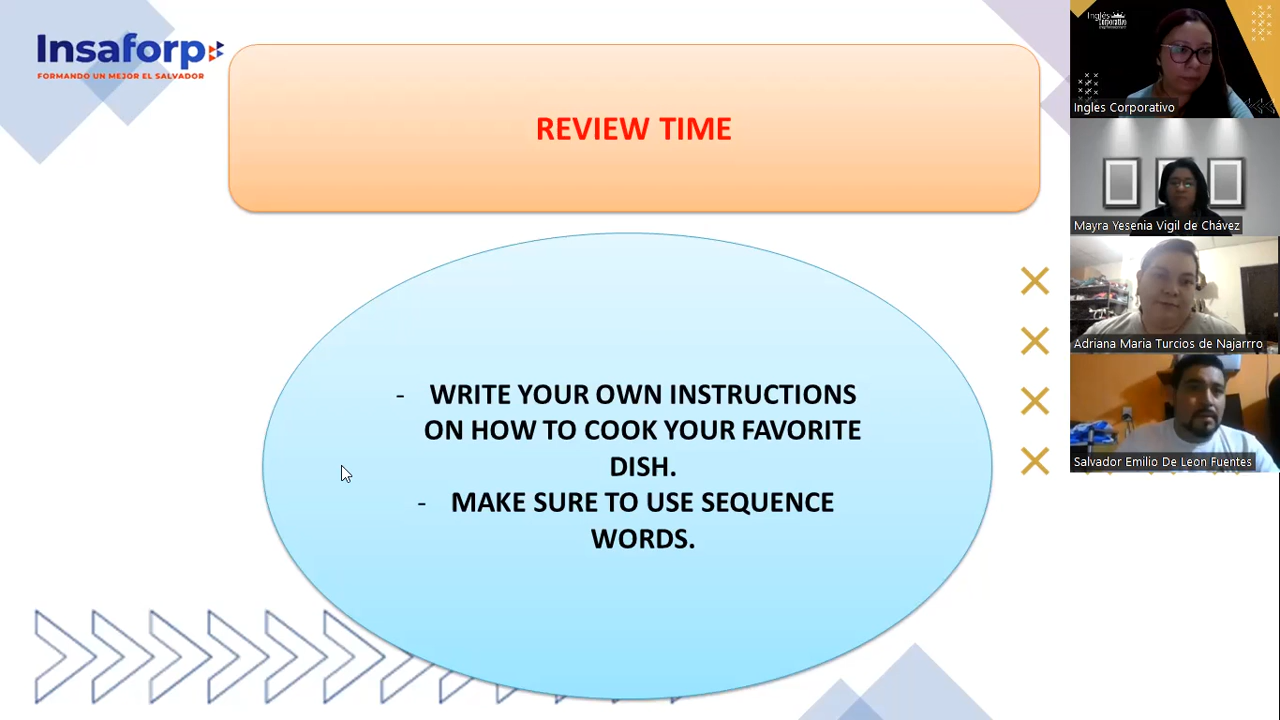 Insaforp
FORMANDO UN MEJOR EL SALVADOR
REVIEW TIME
- WRITE YOUR OWN INSTRUCTIONS
ON HOW TO COOK YOUR FAVORITE
DISH.
- MAKE SURE TO USE SEQUENCE
WORDS.
Inglés
Corporativo
Ingles Corporativo
Mayra Yesenia Vigil de Chávez
Adriana Maria Turcios de Najarrro
Salvador Emilio De Leon Fuentes